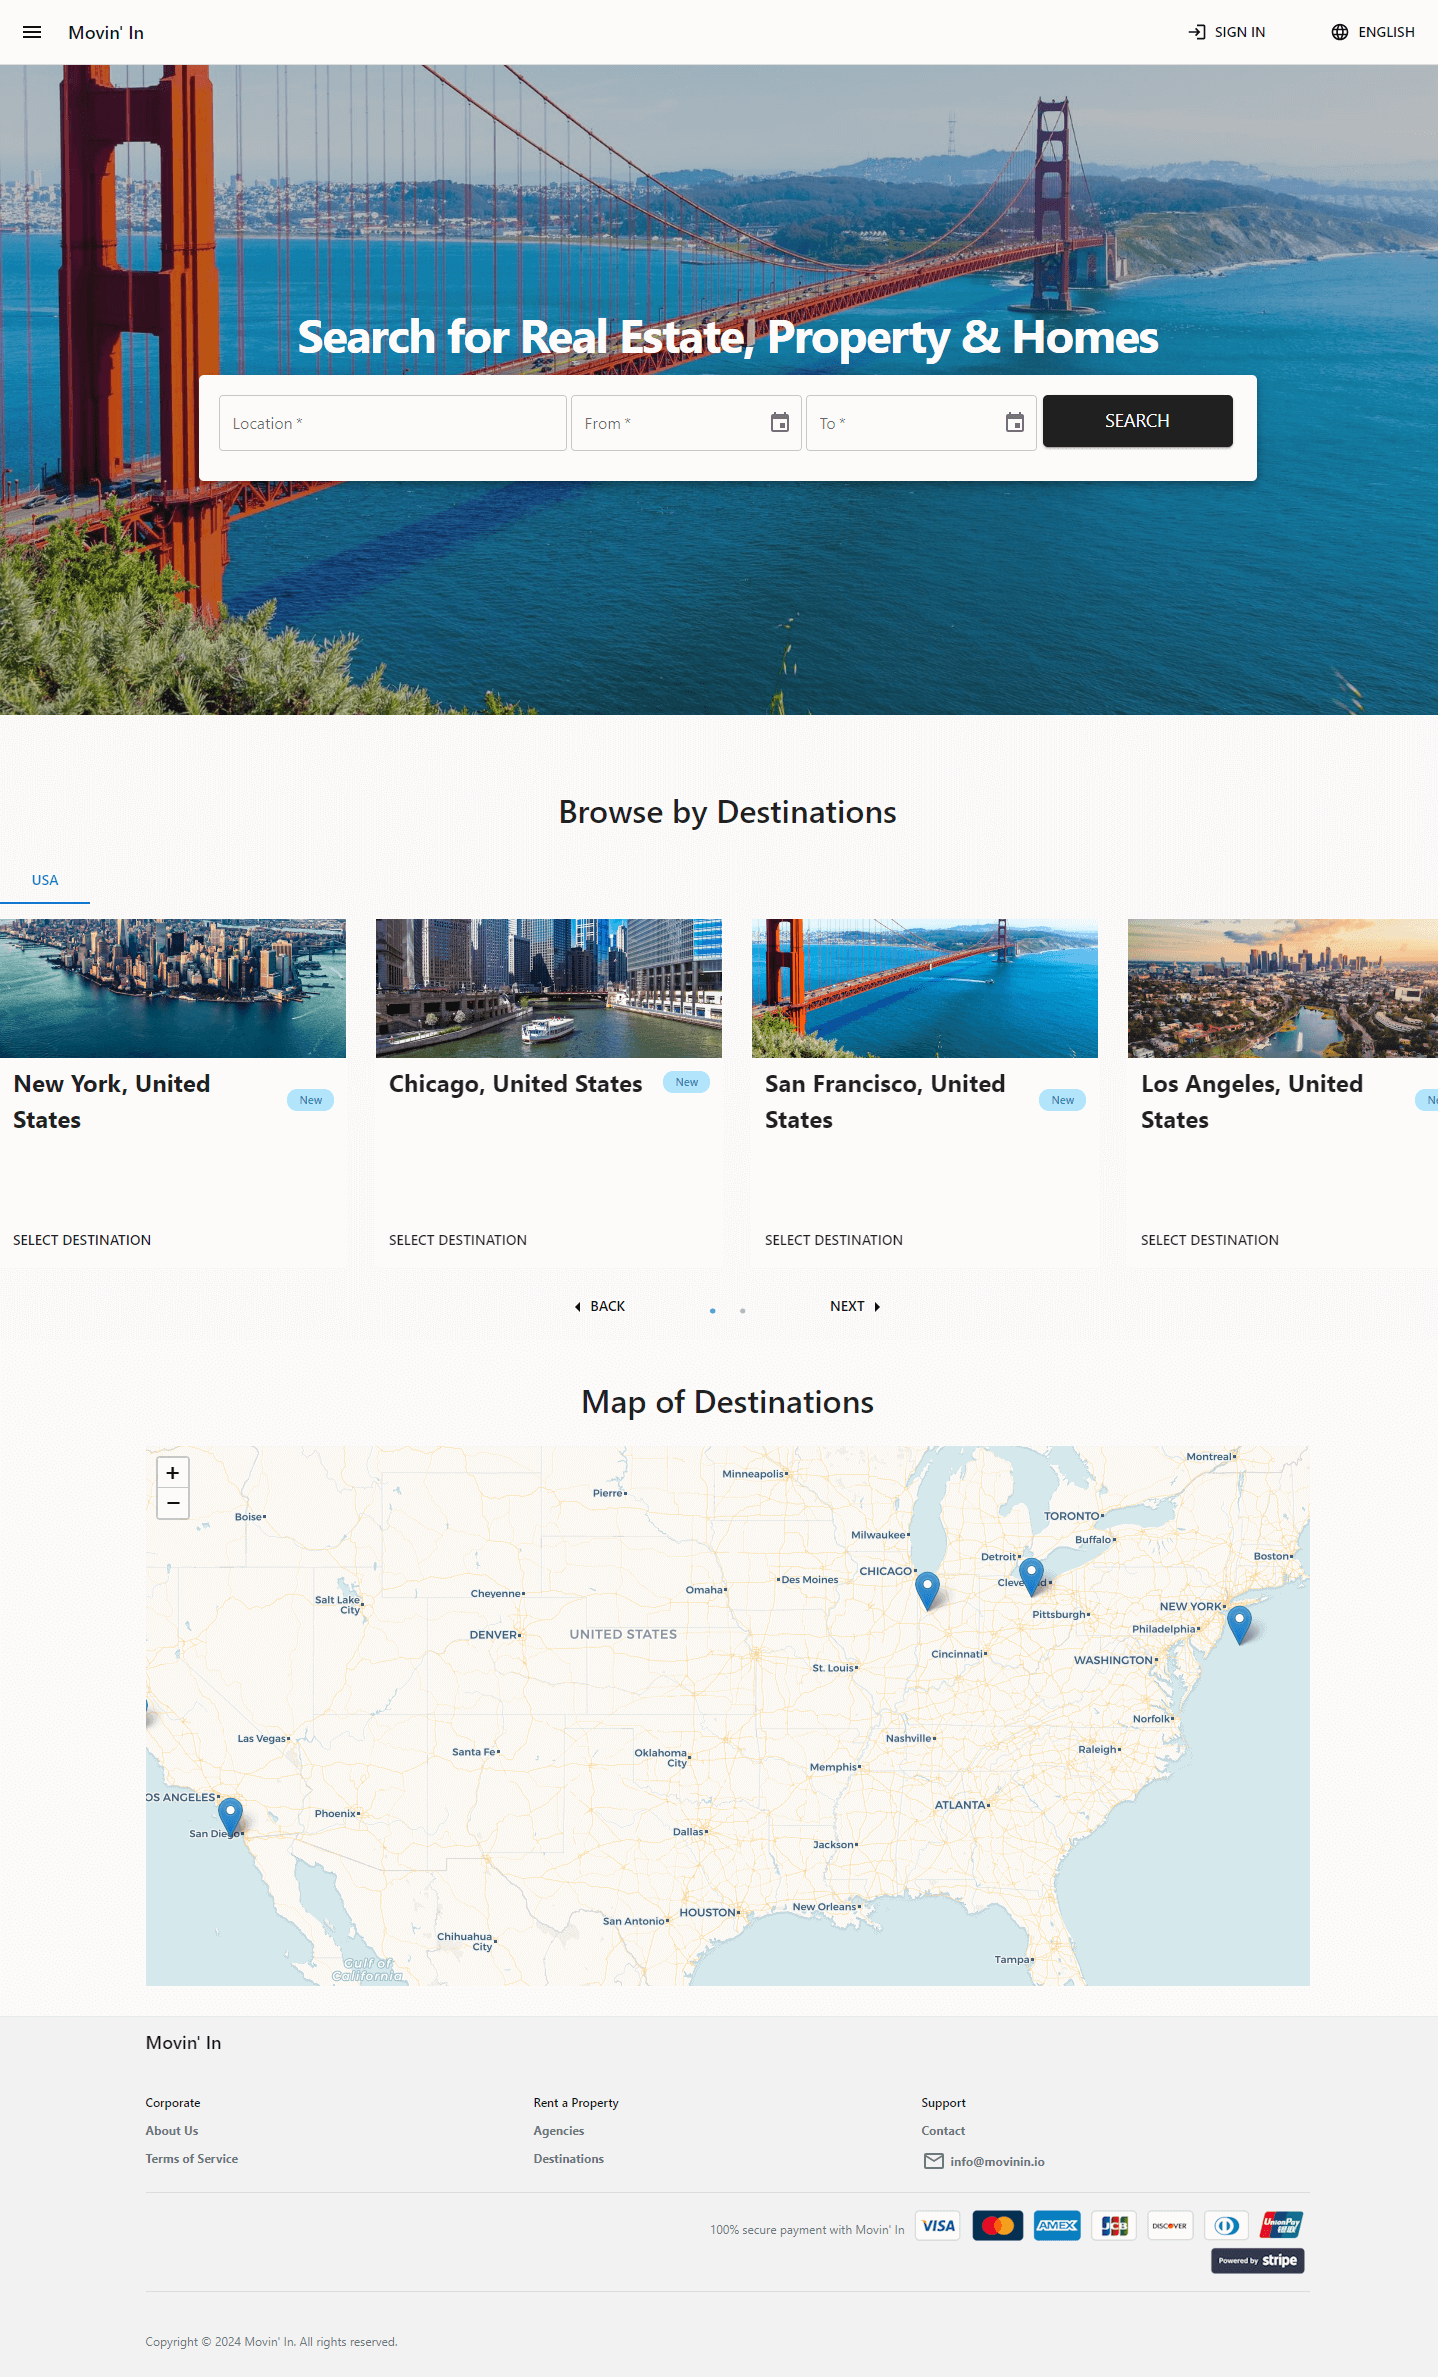 Movin' In
SIGN IN
ENGLISH
Search for Real Estate, Property & Homes
Location *
From *
To *
SEARCH
Browse by Destinations
USA
New York, United
States
New
SELECT DESTINATION
Chicago, United States
New
SELECT DESTINATION
San Francisco, United
States
New
SELECT DESTINATION
Los Angeles, United
States
SELECT DESTINATION
BACK
NEXT
Map of Destinations
+
−
Montreal
Minneapolis
Pierre
Boise
TORONTO
Milwaukee
Buffalo
Detroit
Boston
CHICAGO
Des Moines
Omaha
Cheyenne
Salt Lake
City
NEW YORK
Pittsburgh
Philadelphia
DENVER
UNITED STATES
Cincinnati
WASHINGTON
St. Louis
Norfolk
Las Vegas
Nashville
Raleigh
Santa Fe
Oklahoma
City
Memphis
OS ANGELES
ATLANTA
Phoenix
San Diego
Dallas
Jackson
New Orleans
HOUSTON
San Antonio
Chihuahua
City
Tampa
Gulf of
California
Movin' In
Corporate
About Us
Terms of Service
Rent a Property
Agencies
Destinations
Support
Contact
info@movinin.io
100% secure payment with Movin' In
VISA
AMEX
JCB
DISCOVER
UnionPay
银联
Powered by stripe
Copyright © 2024 Movin' In. All rights reserved.